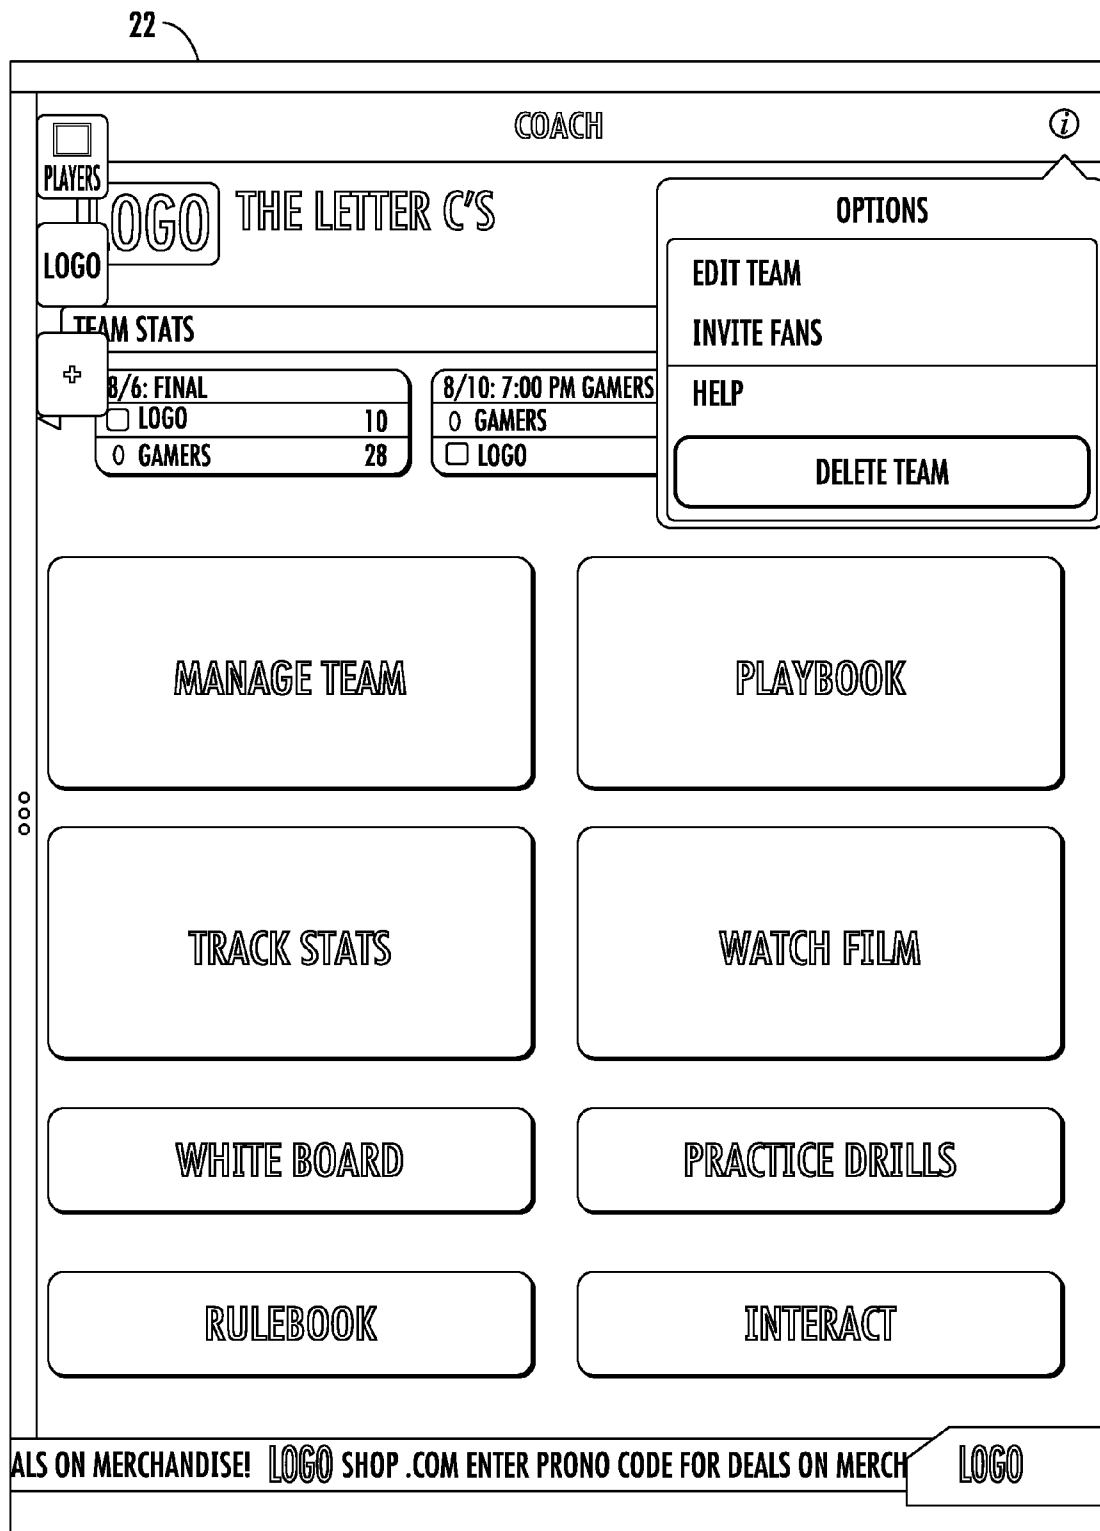 22
COACH
i
PLAYERS
LOGO
THE LETTER C'S
OPTIONS
LOGO
EDIT TEAM
INVITE FANS
HELP
DELETE TEAM
TEAM STATS
+
8/6: FINAL
LOGO 10
GAMERS 28
8/10: 7:00 PM GAMERS
GAMERS
LOGO
MANAGE TEAM
PLAYBOOK
TRACK STATS
WATCH FILM
WHITE BOARD
PRACTICE DRILLS
RULEBOOK
INTERACT
ALS ON MERCHANDISE! LOGO SHOP .COM ENTER PRONO CODE FOR DEALS ON MERCH
LOGO